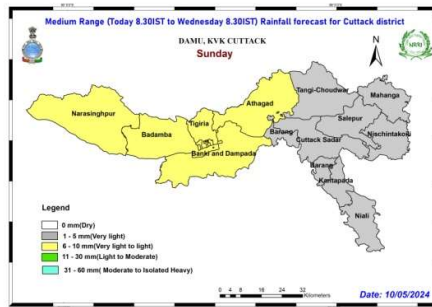 Medium Range (Today 8.30IST to Wednesday 8.30IST) Rainfall forecast for Cuttack district
DAMU, KVK CUTTACK
Sunday
N
Narasinghpur
Badamba
Tigiria
Athagad
Banki and Dampada
Tangi-Choudwar
Mahanga
Salepur
Nischintakoili
Cuttack Sadar
Barang
Barang
Kantapada
Niali
Legend
0 mm(Dry)
1 - 5 mm(Very light)
6 - 10 mm(Very light to light)
11 - 30 mm(Light to Moderate)
31 - 60 mm( Moderate to Isolated Heavy)
0 4 8 16 24 32
Kilometers
Date: 10/05/2024